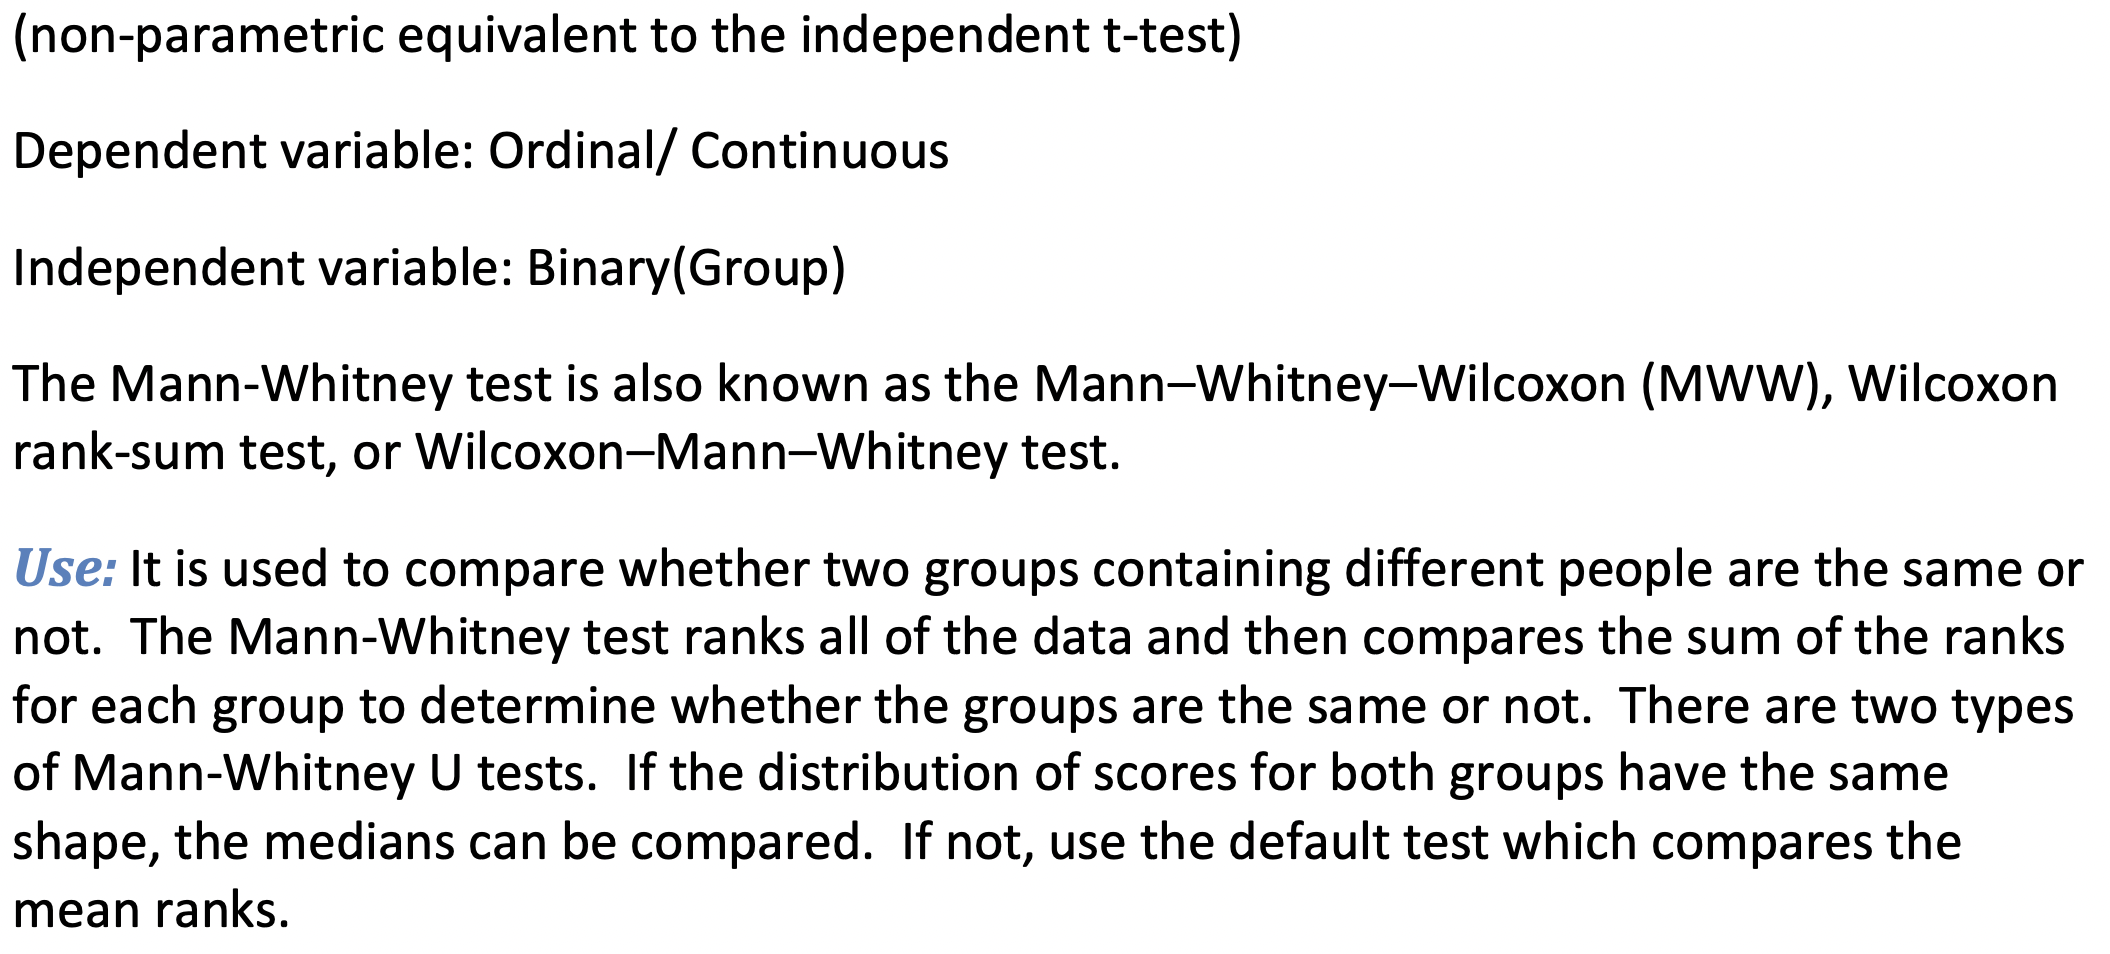 (non-parametric equivalent to the independent t-test)
Dependent variable: Ordinal/ Continuous
Independent variable: Binary(Group)
The Mann-Whitney test is also known as the Mann–Whitney–Wilcoxon (MWW), Wilcoxon
rank-sum test, or Wilcoxon–Mann–Whitney test.
Use: It is used to compare whether two groups containing different people are the same or
not.  The Mann-Whitney test ranks all of the data and then compares the sum of the ranks
for each group to determine whether the groups are the same or not.  There are two types
of Mann-Whitney U tests.  If the distribution of scores for both groups have the same
shape, the medians can be compared.  If not, use the default test which compares the
mean ranks.